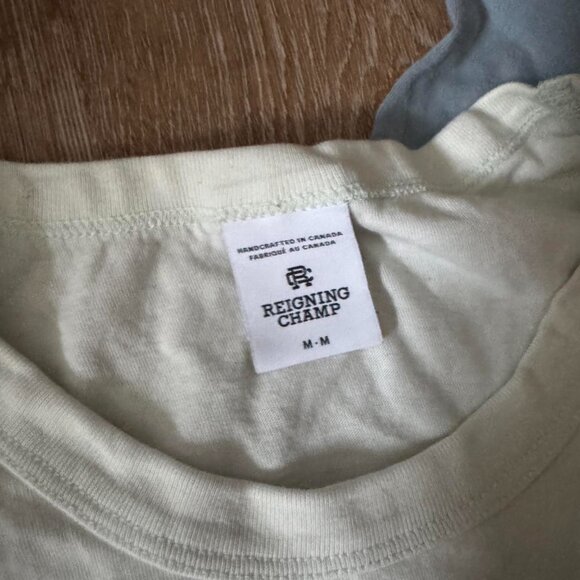 HANDCRAFTED IN CANADA
FABRIQUÉ AU CANADA
RC
REIGNING
CHAMP
M - M